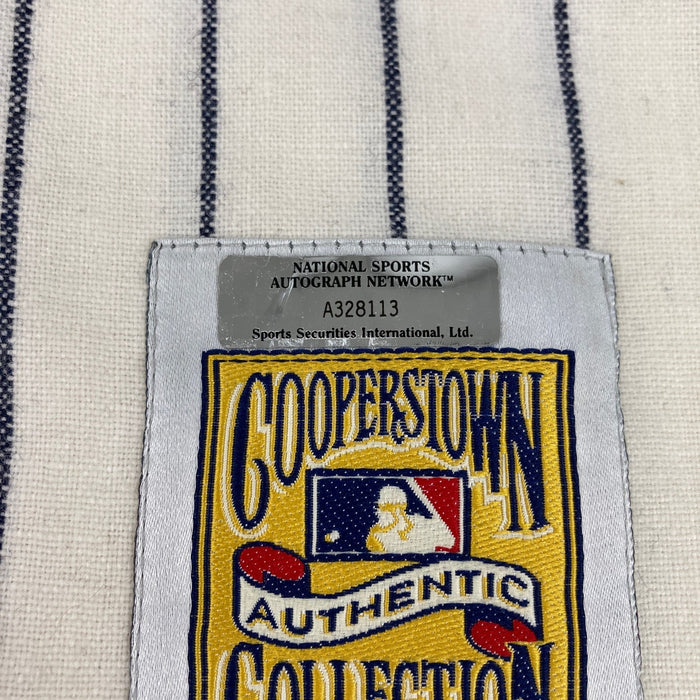 NATIONAL SPORTS
AUTOGRAPH NETWORK™
A328113
Sports Securities International, Ltd.
COOPERSTOWN
AUTHENTIC
COLLECTION